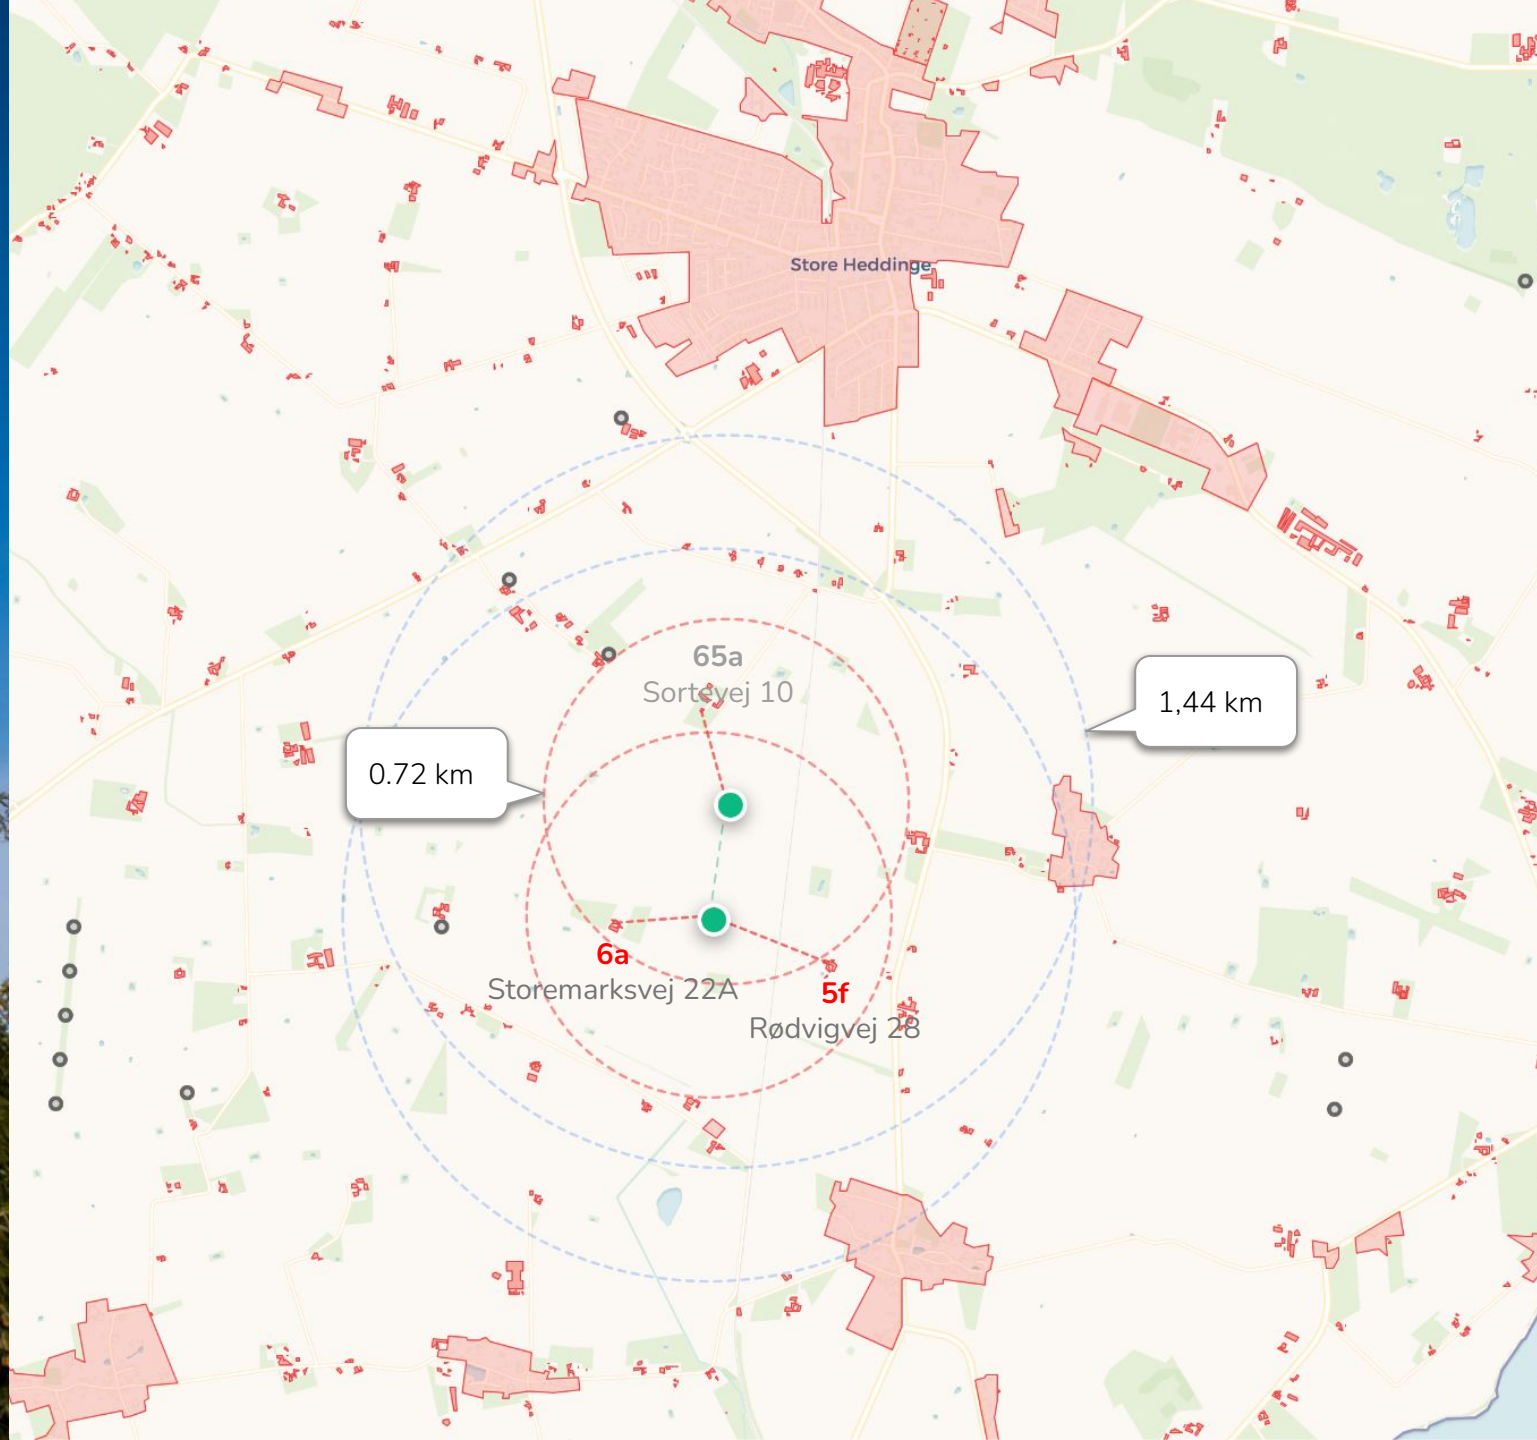 Store Heddinge
65a
Sortevej 10
1,44 km
0.72 km
6a
Storemarksvej 22A
5f
Rødvigvej 28